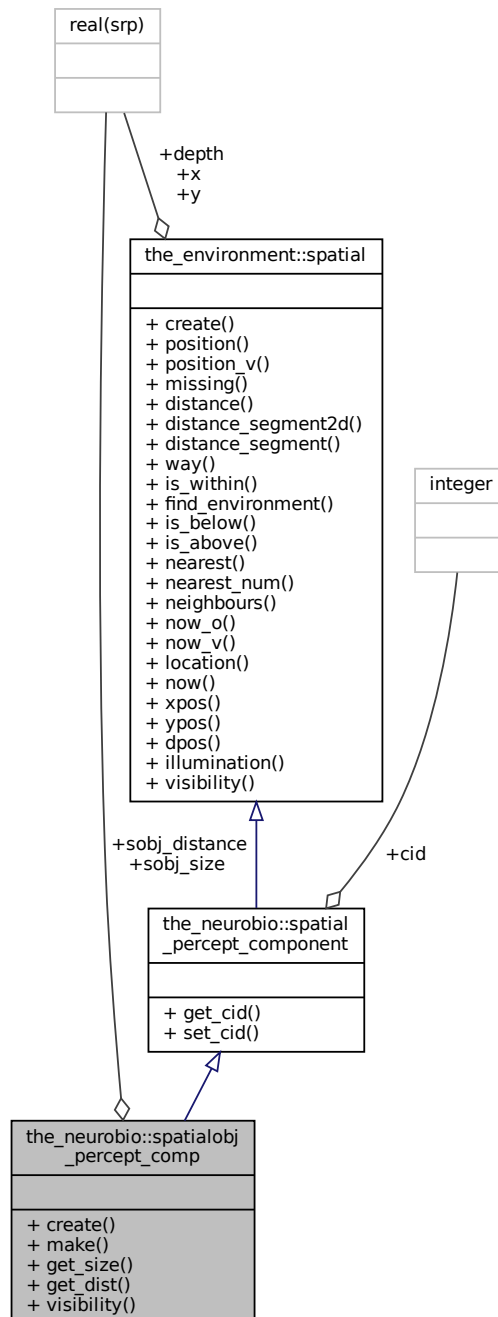 real(srp)
+depth
+x
+y
the_environment::spatial
+ create()
+ position()
+ position_v()
+ missing()
+ distance()
+ distance_segment2d()
+ distance_segment()
+ way()
+ is_within()
+ find_environment()
+ is_below()
+ is_above()
+ nearest()
+ nearest_num()
+ neighbours()
+ now_o()
+ now_v()
+ location()
+ now()
+ xpos()
+ ypos()
+ dpos()
+ illumination()
+ visibility()
integer
+sobj_distance
+sobj_size
+cid
the_neurobio::spatial
_percept_component
+ get_cid()
+ set_cid()
the_neurobio::spatialobj
_percept_comp
+ create()
+ make()
+ get_size()
+ get_dist()
+ visibility()